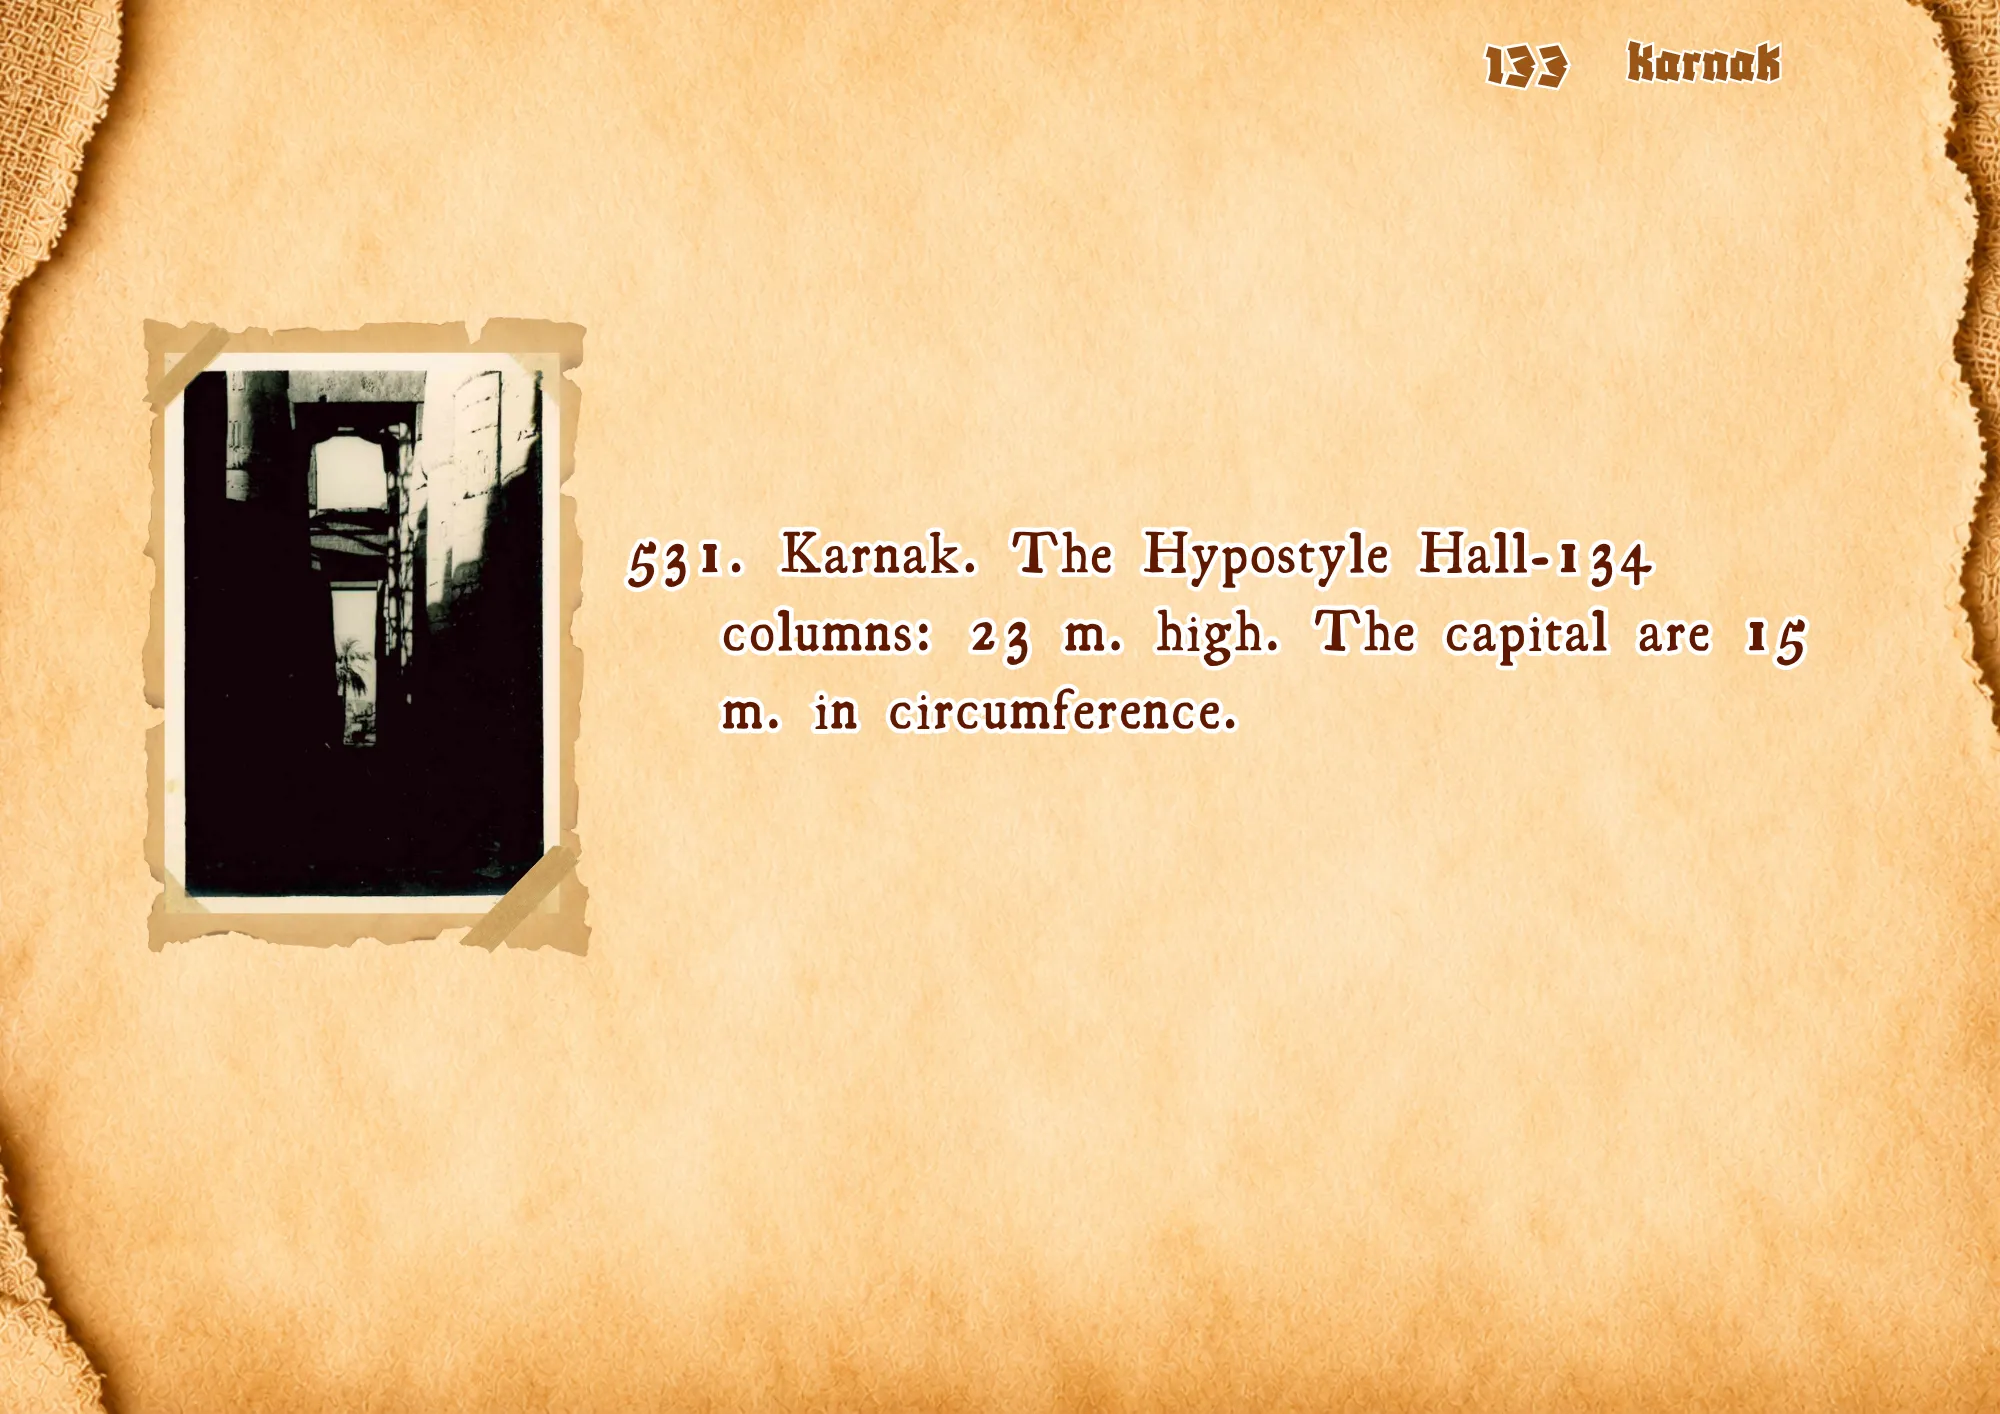 133 Karnak
531. Karnak. The Hypostyle Hall-134
columns: 23 m. high. The capital are 15
m. in circumference.